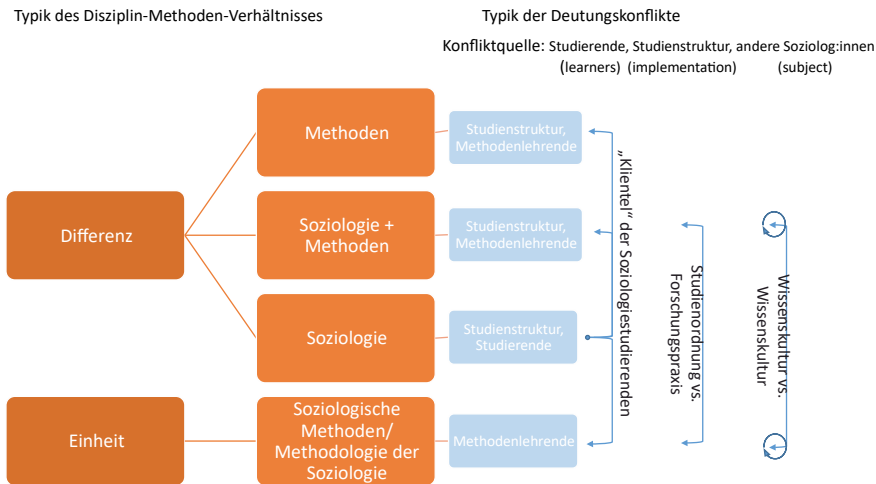 Typik des Disziplin-Methoden-Verhältnisses
Typik der Deutungskonflikte
Konfliktquelle: Studierende, Studienstruktur, andere Soziolog:innen
(learners) (implementation) (subject)
Differenz
Methoden
Studienstruktur,
Methodenlehrende
Soziologie +
Methoden
Studienstruktur,
Methodenlehrende
Soziologie
Studienstruktur,
Studierende
Einheit
Soziologische
Methoden/
Methodologie der
Soziologie
Methodenlehrende
„Klientel“ der Soziologiestudierenden
Studienordnung vs.
Forschungspraxis
Wissenskultur vs.
Wissenskultur